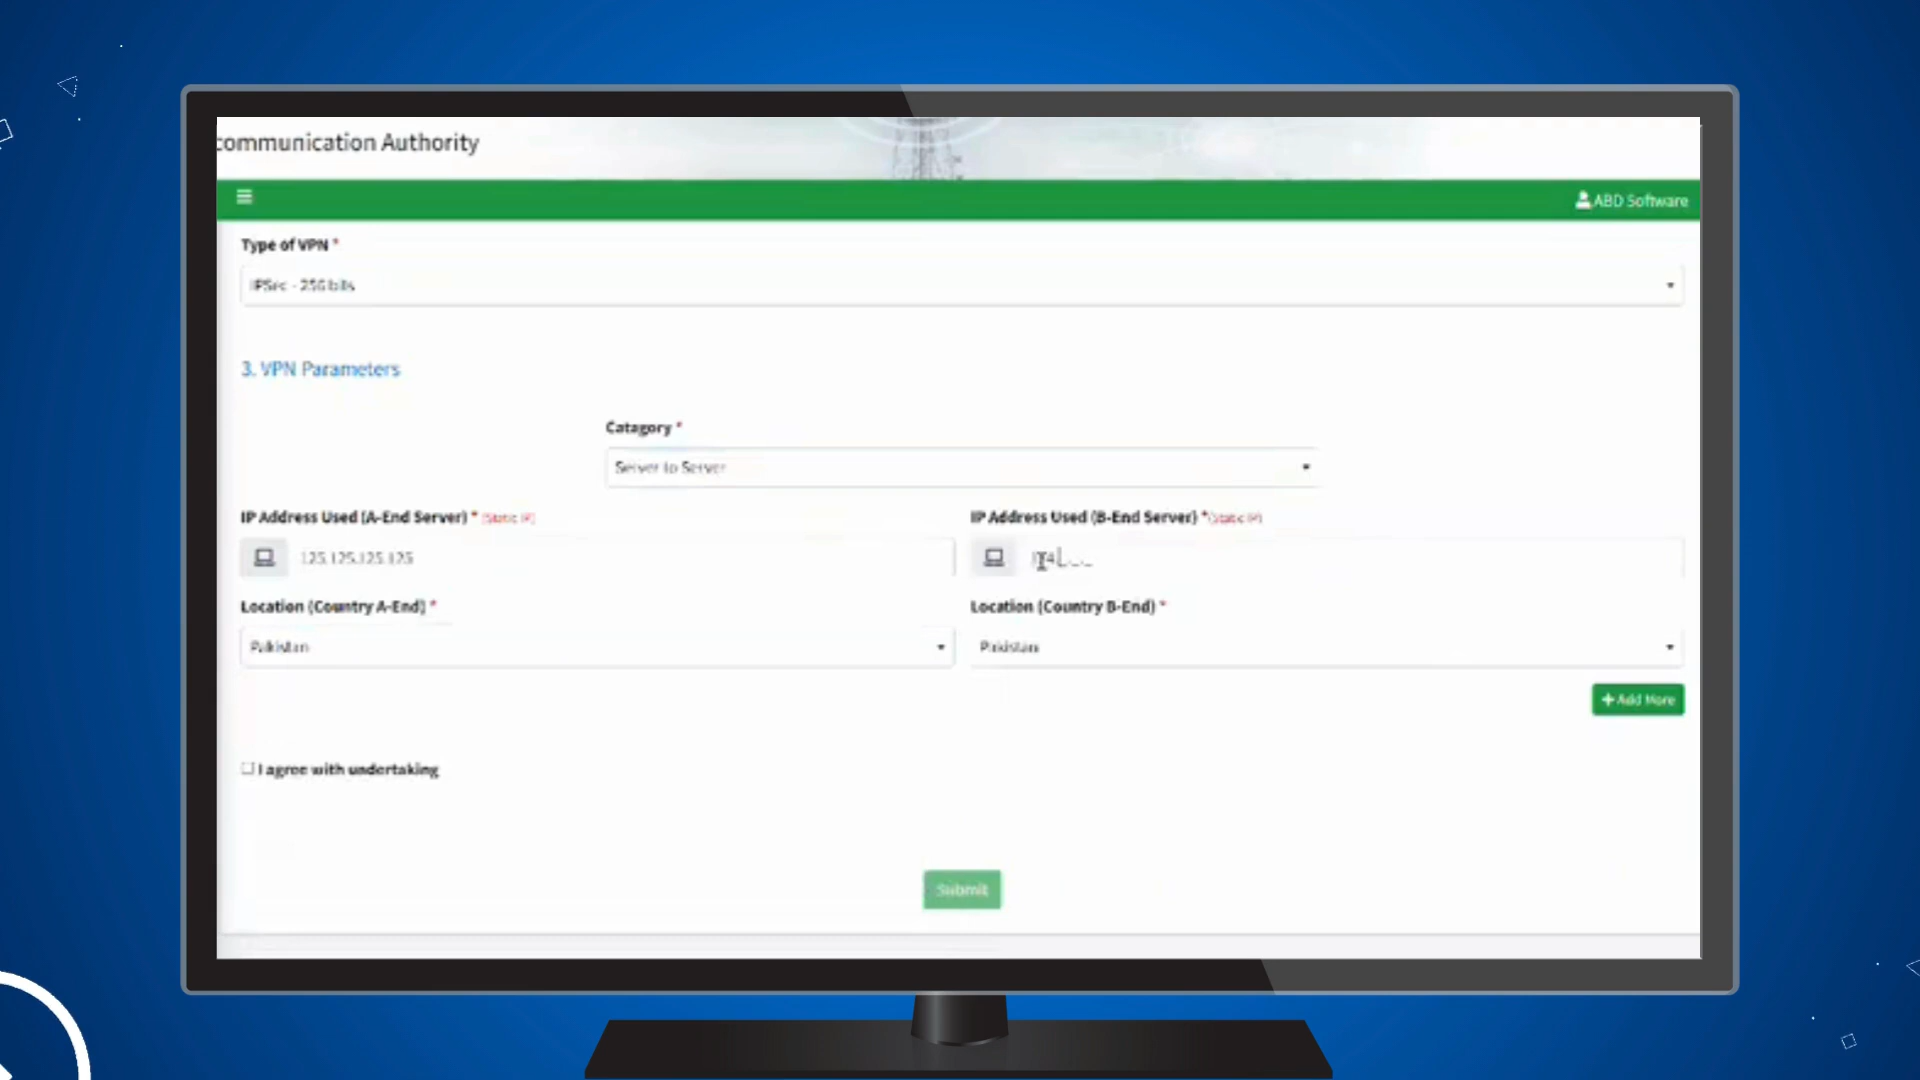 communication Authority
ABD Software
Type of VPN *
IPSec - 256 bits
3. VPN Parameters
Catagory *
Server to Server
IP Address Used (A-End Server) * (Static IP)
IP Address Used (B-End Server) *(Static IP)
125.125.125.125
Location (Country A-End) *
Location (Country B-End) *
Pakistan
Pakistan
+ Add More
I agree with undertaking
Submit